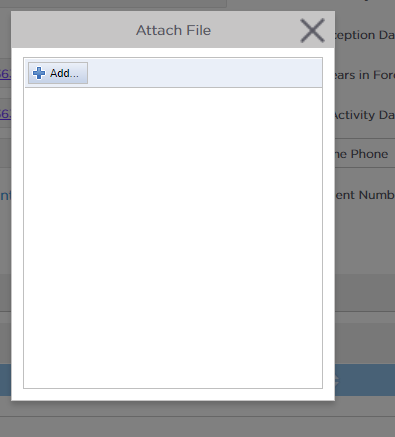 Attach File
ception Da
Add...
ears in For
Activity Da
ne Phone
ent Numb